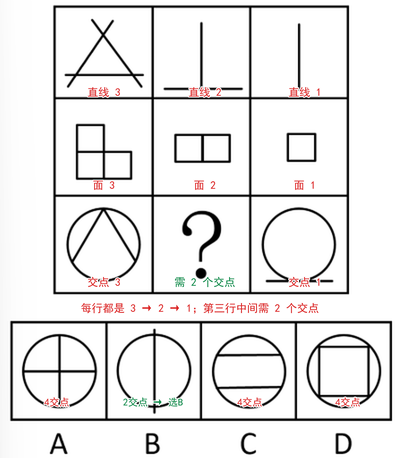 直线 3
直线 2
直线 1
面 3
面 2
面 1
?
交点 3
需 2 个交点
交点 1
每行都是 3 → 2 → 1；第三行中间需 2 个交点
4交点
2交点 → 选B
4交点
4交点
A
B
C
D